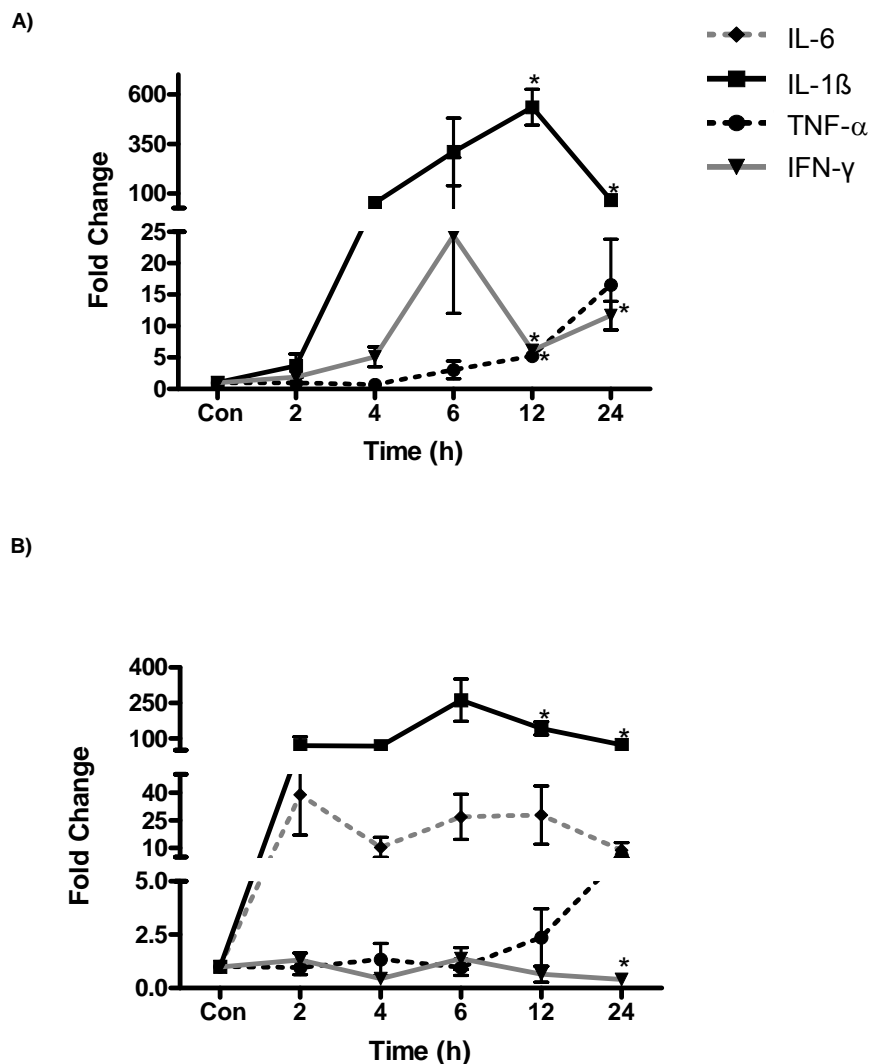 A)
IL-6
IL-1ß
TNF-α
IFN-γ
600
350
100
25
20
15
10
5
0
Fold Change
*
*
*
*
*
Con 2 4 6 12 24
Time (h)
B)
400
250
100
40
25
10
5.0
2.5
0.0
Fold Change
*
*
*
Con 2 4 6 12 24
Time (h)